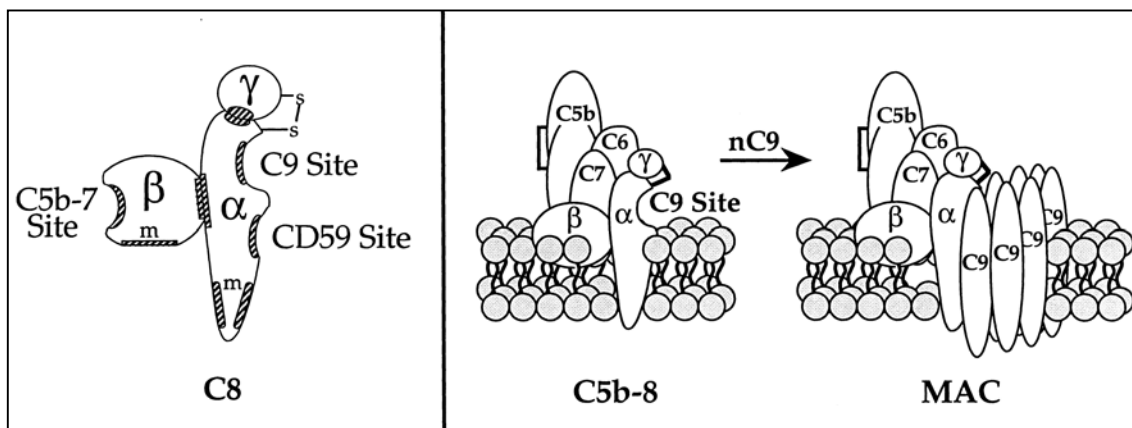 γ
s
s
C9 Site
C5b-7
Site
β
m
α
CD59 Site
m
C8
C5b
C6
γ
C7
C9 Site
β
α
C5b-8
nC9
C5b
C6
γ
C7
β
α
C9
C9
C9
C9
MAC